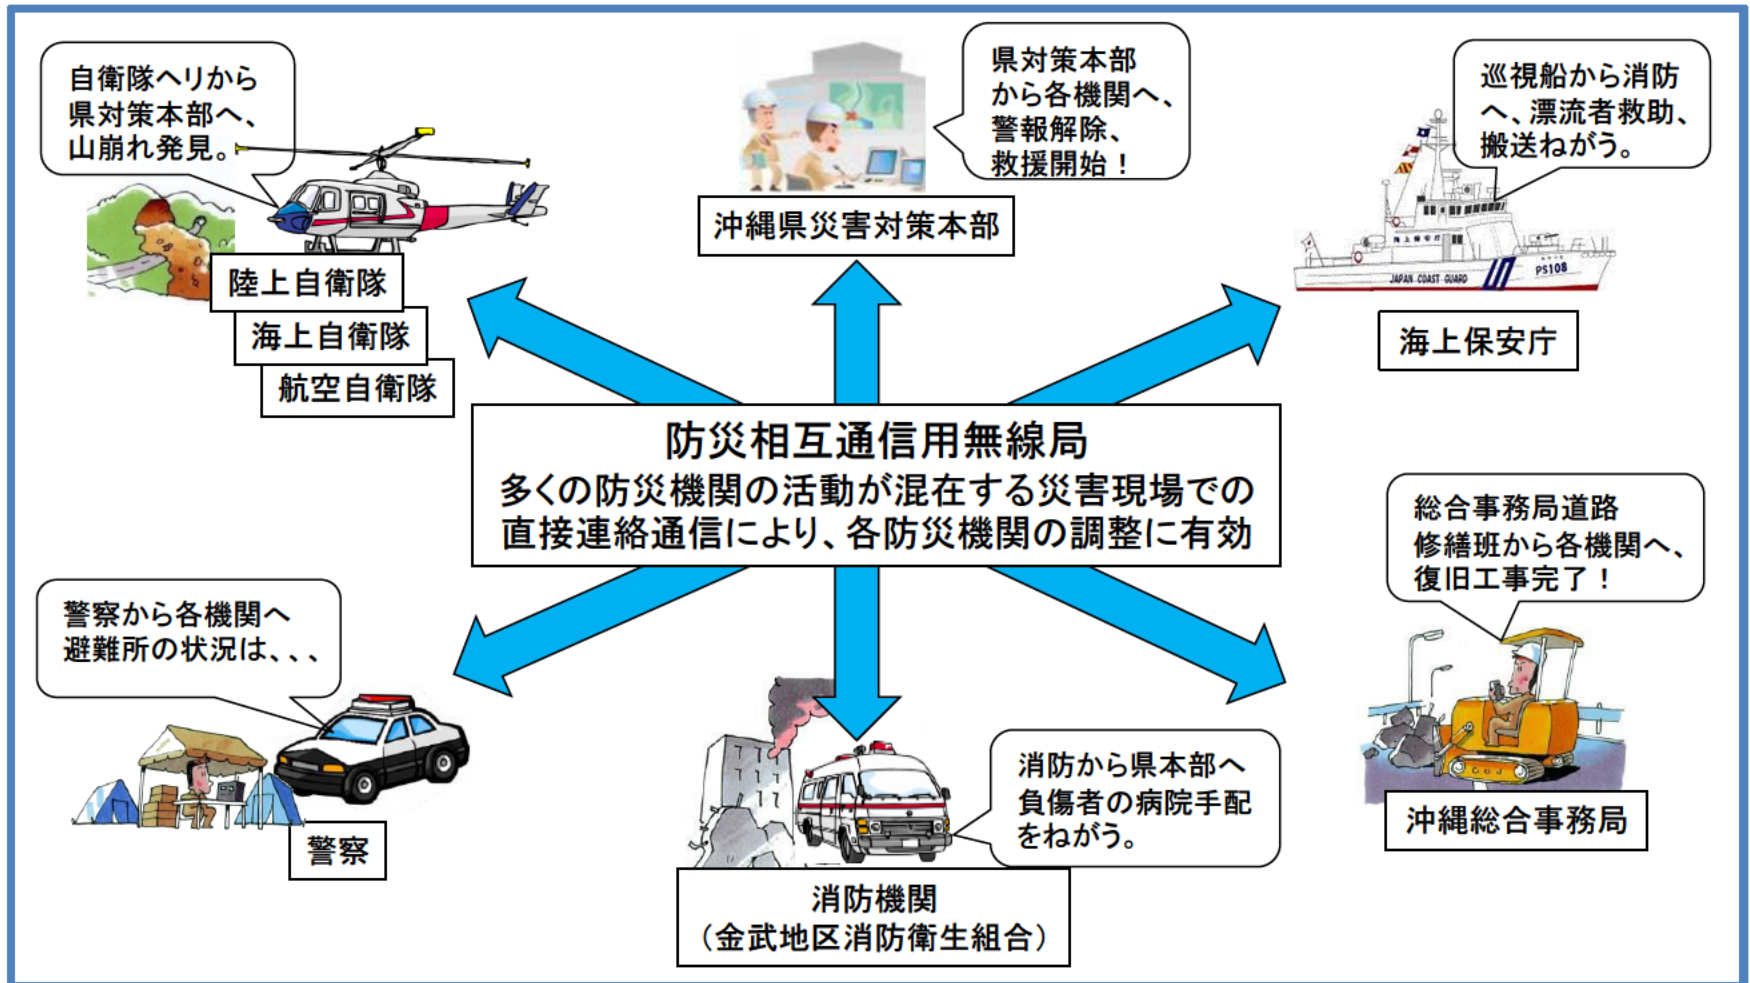 自衛隊ヘリから
県対策本部へ、
山崩れ発見。
陸上自衛隊
海上自衛隊
航空自衛隊
県対策本部
から各機関へ、
警報解除、
救援開始！
沖縄県災害対策本部
巡視船から消防
へ、漂流者救助、
搬送ねがう。
海上保安庁
JAPAN COAST GUARD
PS108
海上保安庁
防災相互通信用無線局
多くの防災機関の活動が混在する災害現場での
直接連絡通信により、各防災機関の調整に有効
警察から各機関へ
避難所の状況は、、、
警察
消防から県本部へ
負傷者の病院手配
をねがう。
消防機関
（金武地区消防衛生組合）
総合事務局道路
修繕班から各機関へ、
復旧工事完了！
沖縄総合事務局